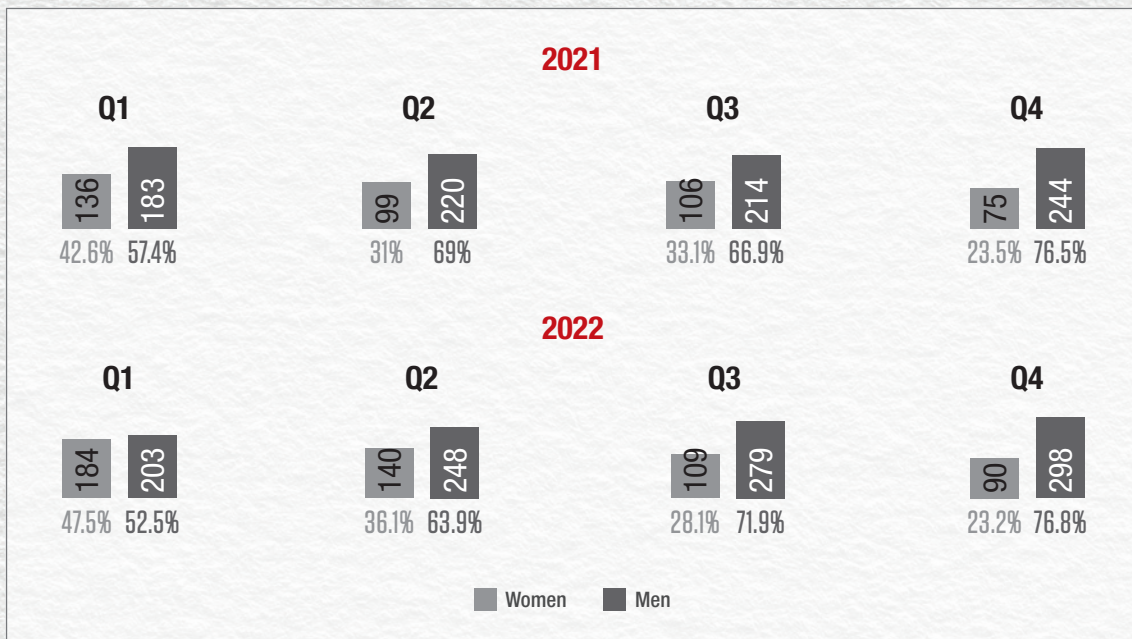 2021
Q1 Q2 Q3 Q4
136 183 99 220 106 214 75 244
42.6% 57.4% 31% 69% 33.1% 66.9% 23.5% 76.5%
2022
Q1 Q2 Q3 Q4
184 203 140 248 109 279 90 298
47.5% 52.5% 36.1% 63.9% 28.1% 71.9% 23.2% 76.8%
Women Men